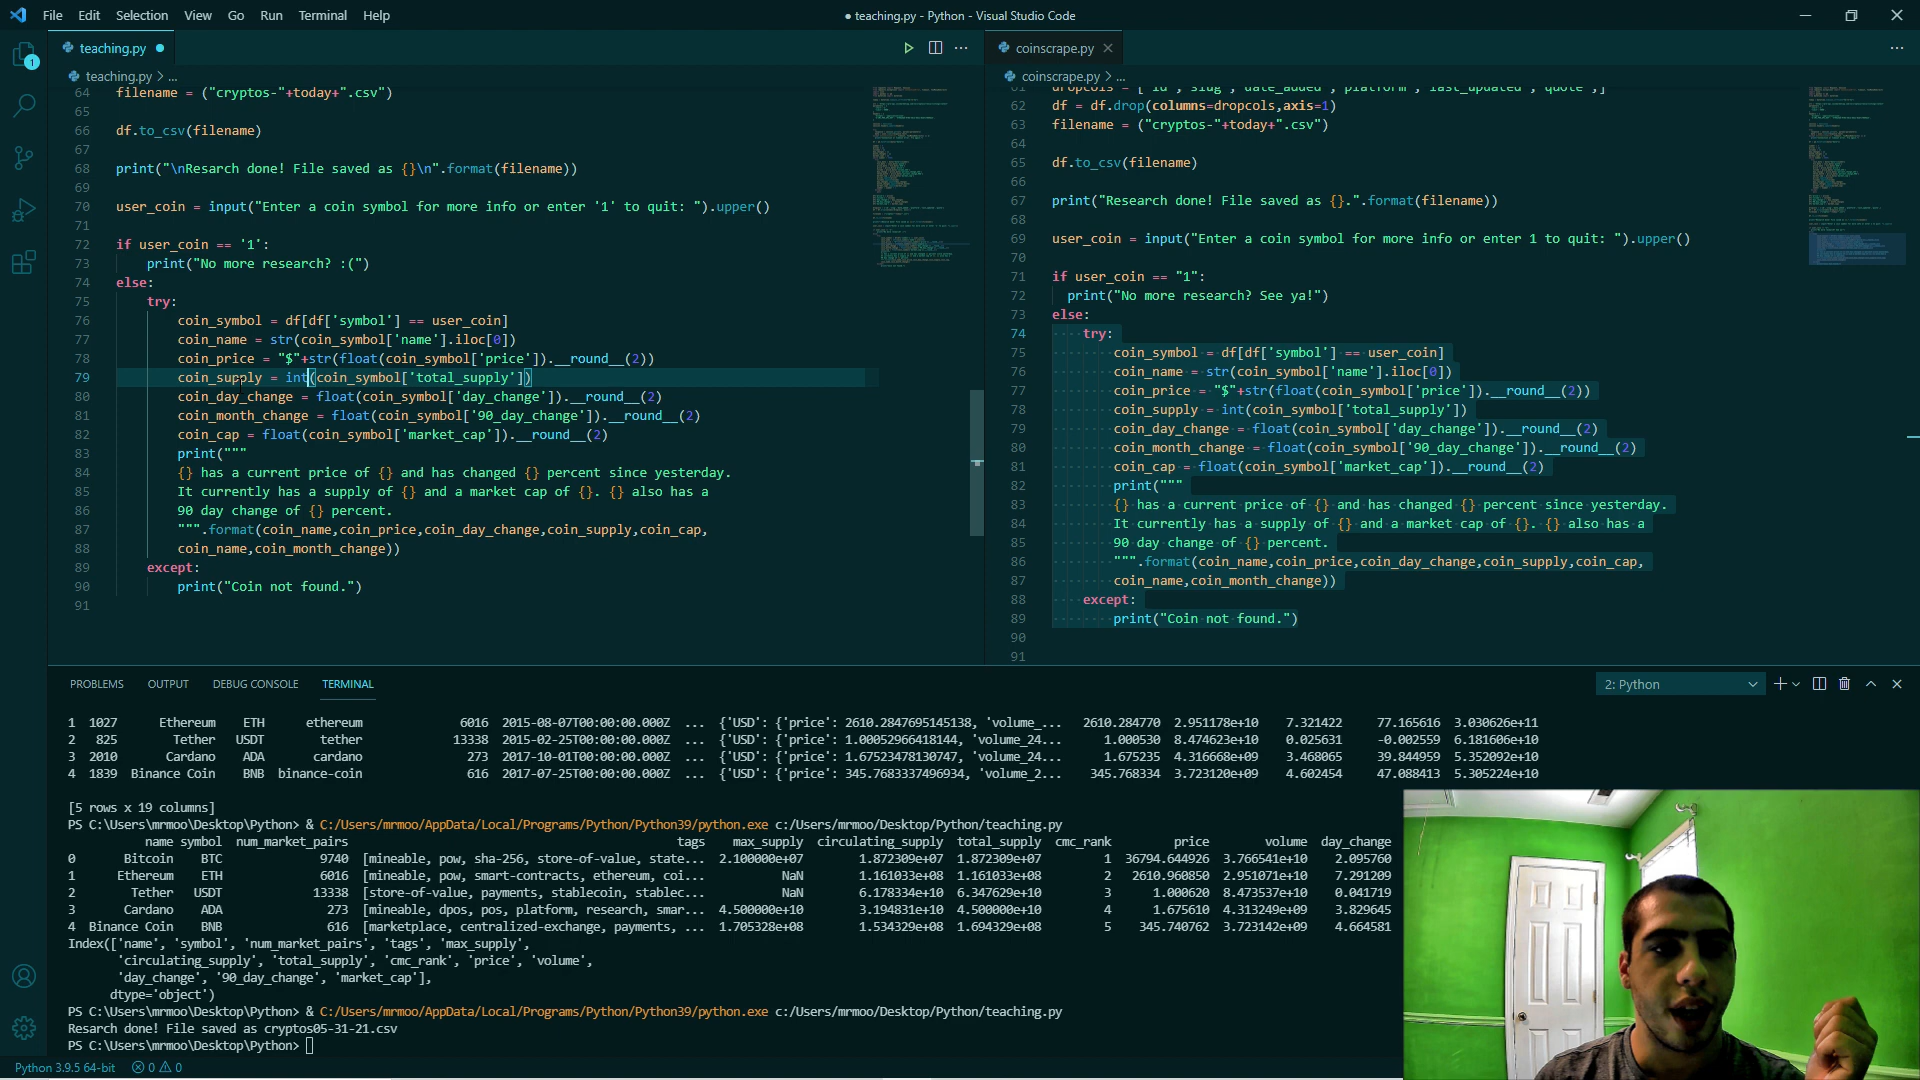 File Edit Selection View Go Run Terminal Help
● teaching.py - Python - Visual Studio Code
teaching.py
teaching.py > ...
64 filename = ("cryptos-"+today+".csv")
65
66 df.to_csv(filename)
67
68 print("\nResarch done! File saved as {}\n".format(filename))
69
70 user_coin = input("Enter a coin symbol for more info or enter '1' to quit: ").upper()
71
72 if user_coin == '1':
73 print("No more research? :(")
74 else:
75 try:
76 coin_symbol = df[df['symbol'] == user_coin]
77 coin_name = str(coin_symbol['name'].iloc[0])
78 coin_price = "$"+str(float(coin_symbol['price']).__round__(2))
79 coin_supply = int(coin_symbol['total_supply'])
80 coin_day_change = float(coin_symbol['day_change']).__round__(2)
81 coin_month_change = float(coin_symbol['90_day_change']).__round__(2)
82 coin_cap = float(coin_symbol['market_cap']).__round__(2)
83 print("""
84 {} has a current price of {} and has changed {} percent since yesterday.
85 It currently has a supply of {} and a market cap of {}. {} also has a
86 90 day change of {} percent.
87 """.format(coin_name,coin_price,coin_day_change,coin_supply,coin_cap,
88 coin_name,coin_month_change))
89 except:
90 print("Coin not found.")
91
coinscrape.py
coinscrape.py > ...
61 dropcols = ['id','slug','date_added','platform','last_updated','quote',]
62 df = df.drop(columns=dropcols,axis=1)
63 filename = ("cryptos-"+today+".csv")
64
65 df.to_csv(filename)
66
67 print("Research done! File saved as {}.".format(filename))
68
69 user_coin = input("Enter a coin symbol for more info or enter 1 to quit: ").upper()
70
71 if user_coin == "1":
72 print("No more research? See ya!")
73 else:
74 try:
75 coin_symbol = df[df['symbol'] == user_coin]
76 coin_name = str(coin_symbol['name'].iloc[0])
77 coin_price = "$"+str(float(coin_symbol['price']).__round__(2))
78 coin_supply = int(coin_symbol['total_supply'])
79 coin_day_change = float(coin_symbol['day_change']).__round__(2)
80 coin_month_change = float(coin_symbol['90_day_change']).__round__(2)
81 coin_cap = float(coin_symbol['market_cap']).__round__(2)
82 print("""
83 {} has a current price of {} and has changed {} percent since yesterday.
84 It currently has a supply of {} and a market cap of {}. {} also has a
85 90 day change of {} percent.
86 """.format(coin_name,coin_price,coin_day_change,coin_supply,coin_cap,
87 coin_name,coin_month_change))
88 except:
89 print("Coin not found.")
90
91
PROBLEMS OUTPUT DEBUG CONSOLE TERMINAL 2: Python
1 1027 Ethereum ETH ethereum 6016 2015-08-07T00:00:00.000Z ... {'USD': {'price': 2610.2847695145138, 'volume_... 2610.284770 2.951178e+10 7.321422 77.165616 3.030626e+11
2 825 Tether USDT tether 13338 2015-02-25T00:00:00.000Z ... {'USD': {'price': 1.00052966418144, 'volume_24... 1.000530 8.474623e+10 0.025631 -0.002559 6.181606e+10
3 2010 Cardano ADA cardano 273 2017-10-01T00:00:00.000Z ... {'USD': {'price': 1.67523478130747, 'volume_24... 1.675235 4.316668e+09 3.468065 39.844959 5.352092e+10
4 1839 Binance Coin BNB binance-coin 616 2017-07-25T00:00:00.000Z ... {'USD': {'price': 345.7683337496934, 'volume_2... 345.768334 3.723120e+09 4.602454 47.088413 5.305224e+10
[5 rows x 19 columns]
PS C:\Users\mrmoo\Desktop\Python> & C:/Users/mrmoo/AppData/Local/Programs/Python/Python39/python.exe c:/Users/mrmoo/Desktop/Python/teaching.py
name symbol num_market_pairs tags max_supply circulating_supply total_supply cmc_rank price volume day_change
0 Bitcoin BTC 9740 [mineable, pow, sha-256, store-of-value, state... 2.100000e+07 1.872309e+07 1.872309e+07 1 36794.644926 3.766541e+10 2.095760
1 Ethereum ETH 6016 [mineable, pow, smart-contracts, ethereum, coi... NaN 1.161033e+08 1.161033e+08 2 2610.960850 2.951071e+10 7.291209
2 Tether USDT 13338 [store-of-value, payments, stablecoin, stablec... NaN 6.178334e+10 6.347629e+10 3 1.000620 8.473537e+10 0.041719
3 Cardano ADA 273 [mineable, dpos, pos, platform, research, smar... 4.500000e+10 3.194831e+10 4.500000e+10 4 1.675610 4.313249e+09 3.829645
4 Binance Coin BNB 616 [marketplace, centralized-exchange, payments, ... 1.705328e+08 1.534329e+08 1.694329e+08 5 345.740762 3.723142e+09 4.664581
Index(['name', 'symbol', 'num_market_pairs', 'tags', 'max_supply',
'circulating_supply', 'total_supply', 'cmc_rank', 'price', 'volume',
'day_change', '90_day_change', 'market_cap'],
dtype='object')
PS C:\Users\mrmoo\Desktop\Python> & C:/Users/mrmoo/AppData/Local/Programs/Python/Python39/python.exe c:/Users/mrmoo/Desktop/Python/teaching.py
Resarch done! File saved as cryptos05-31-21.csv
PS C:\Users\mrmoo\Desktop\Python>
Python 3.9.5 64-bit 0 0